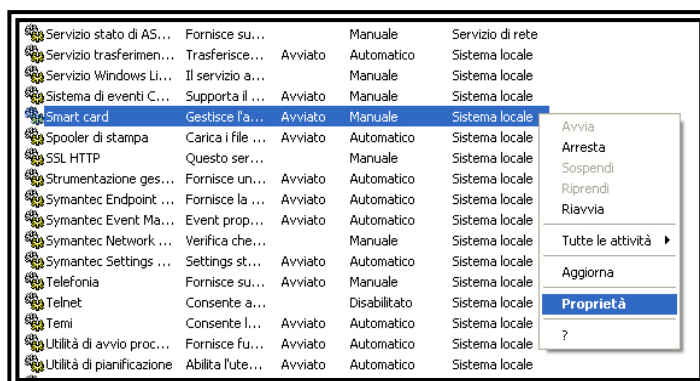 Servizio stato di AS... Fornisce su... Manuale Servizio di rete
Servizio trasferimen... Trasferisce... Avviato Automatico Sistema locale
Servizio Windows Li... Il servizio a... Manuale Sistema locale
Sistema di eventi C... Supporta il ... Avviato Manuale Sistema locale
Smart card Gestisce l'a... Avviato Manuale Sistema locale
Spooler di stampa Carica i file ... Avviato Automatico Sistema locale
SSL HTTP Questo ser... Manuale Sistema locale
Strumentazione ges... Fornisce un... Avviato Automatico Sistema locale
Symantec Endpoint ... Fornisce la ... Avviato Automatico Sistema locale
Symantec Event Ma... Event prop... Avviato Automatico Sistema locale
Symantec Network ... Verifica che... Manuale Sistema locale
Symantec Settings ... Settings st... Avviato Automatico Sistema locale
Telefonia Fornisce su... Avviato Manuale Sistema locale
Telnet Consente a... Disabilitato Sistema locale
Temi Consente l... Avviato Automatico Sistema locale
Utilità di avvio proc... Fornisce fu... Avviato Automatico Sistema locale
Utilità di pianificazione Abilita l'ute... Avviato Automatico Sistema locale
Avvia
Arresta
Sospendi
Riprendi
Riavvia
Tutte le attività
Aggiorna
Proprietà
?